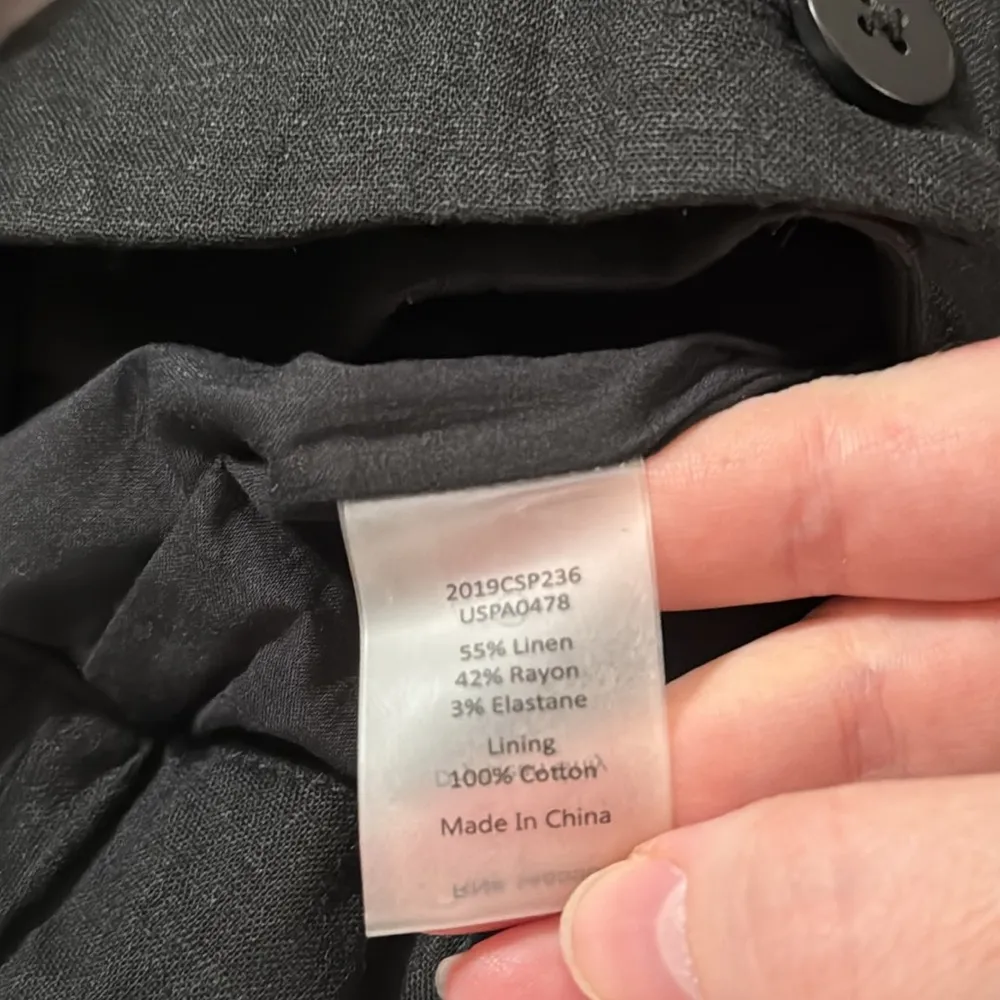 2019CSP236
USPA0478
55% Linen
42% Rayon
3% Elastane
Lining
100% Cotton
Made In China